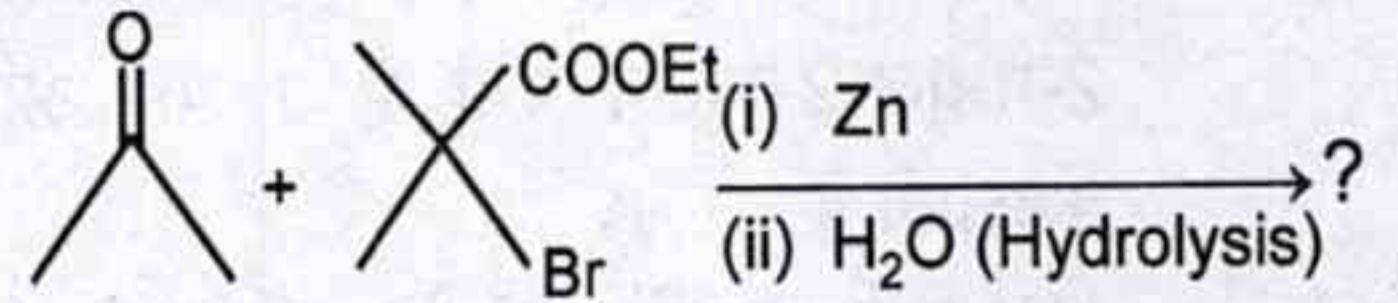 O
+
COOEt
Br
(i) Zn
(ii) H₂O (Hydrolysis)
?